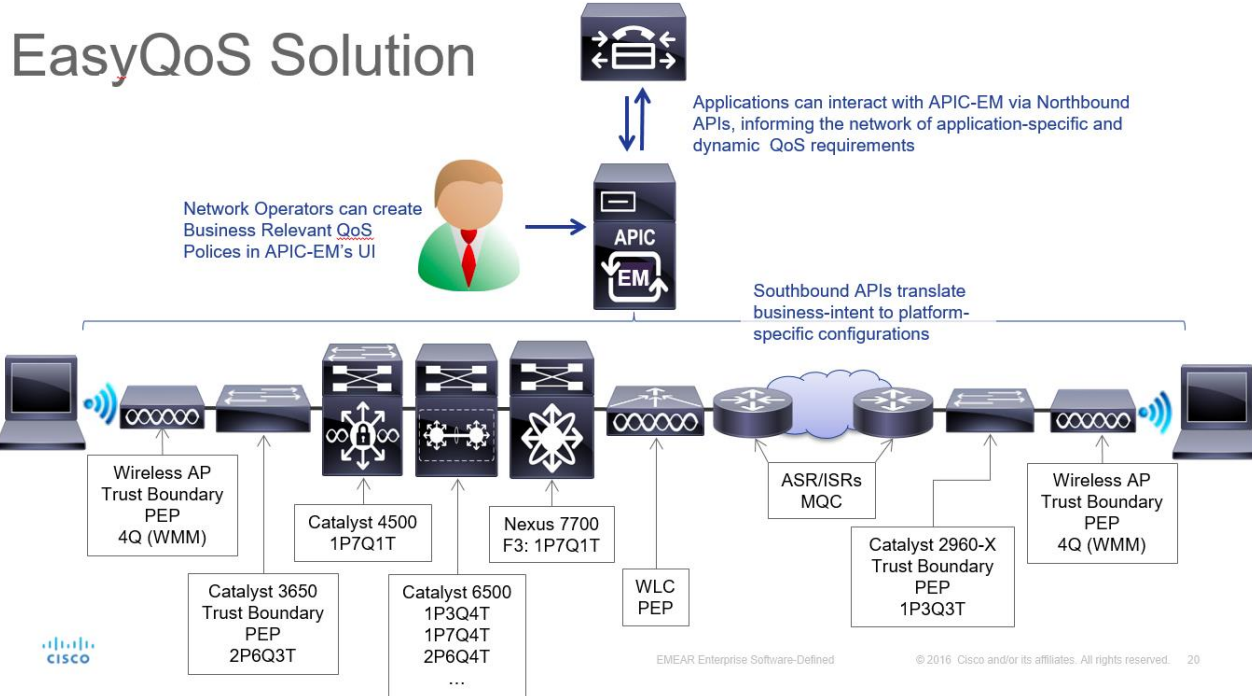 EasyQoS Solution
Applications can interact with APIC-EM via Northbound
APIs, informing the network of application-specific and
dynamic QoS requirements
Network Operators can create
Business Relevant QoS
Polices in APIC-EM's UI
APIC
EM
Southbound APIs translate
business-intent to platform-
specific configurations
Wireless AP
Trust Boundary
PEP
4Q (WMM)
Catalyst 3650
Trust Boundary
PEP
2P6Q3T
Catalyst 4500
1P7Q1T
Catalyst 6500
1P3Q4T
1P7Q4T
2P6Q4T
...
Nexus 7700
F3: 1P7Q1T
WLC
PEP
ASR/ISRs
MQC
Catalyst 2960-X
Trust Boundary
PEP
1P3Q3T
Wireless AP
Trust Boundary
PEP
4Q (WMM)
CISCO
EMEAR Enterprise Software-Defined
© 2016 Cisco and/or its affiliates. All rights reserved. 20